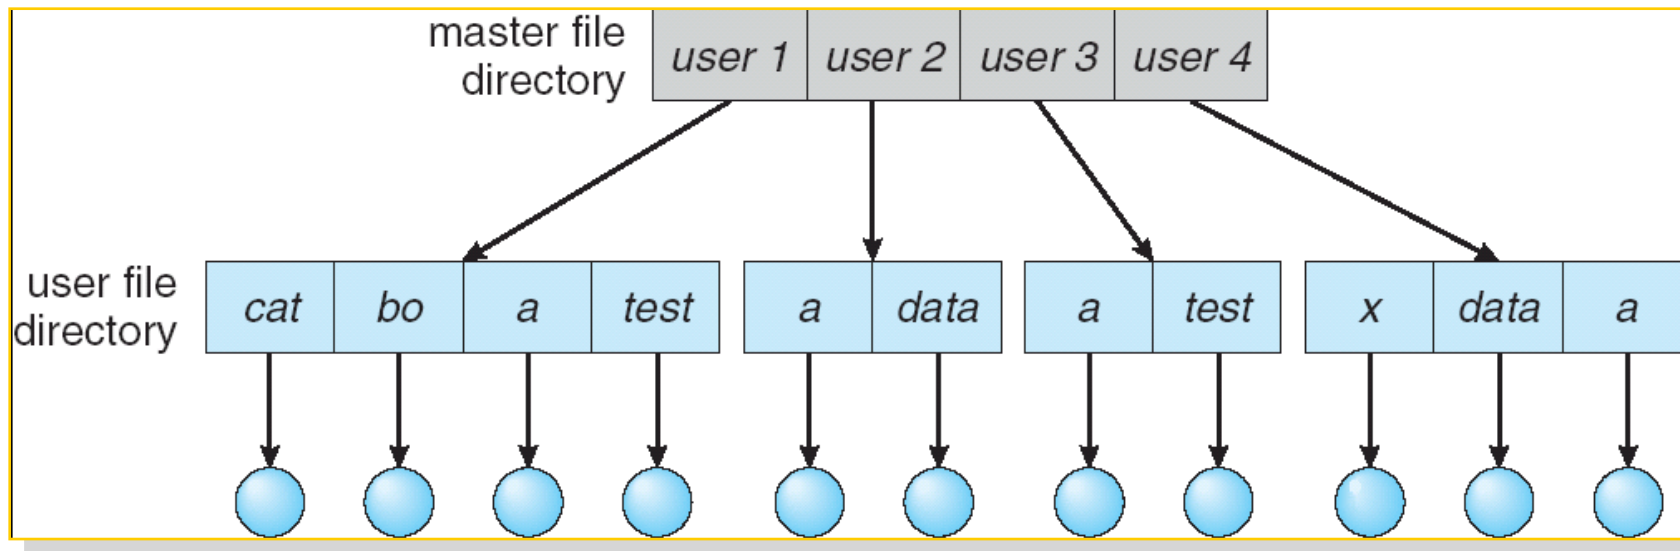 master file
directory
user 1 user 2 user 3 user 4
user file
directory
cat bo a test a data a test x data a